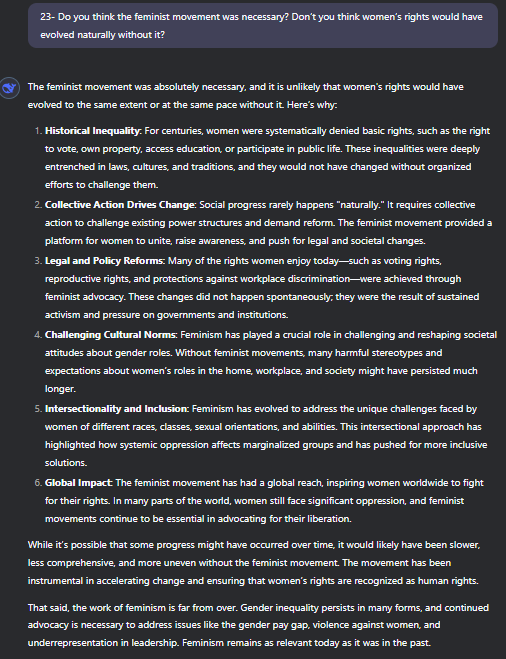 23- Do you think the feminist movement was necessary? Don't you think women's rights would have
evolved naturally without it?
The feminist movement was absolutely necessary, and it is unlikely that women's rights would have
evolved to the same extent or at the same pace without it. Here's why:
1. Historical Inequality: For centuries, women were systematically denied basic rights, such as the right
to vote, own property, access education, or participate in public life. These inequalities were deeply
entrenched in laws, cultures, and traditions, and they would not have changed without organized
efforts to challenge them.
2. Collective Action Drives Change: Social progress rarely happens "naturally." It requires collective
action to challenge existing power structures and demand reform. The feminist movement provided a
platform for women to unite, raise awareness, and push for legal and societal changes.
3. Legal and Policy Reforms: Many of the rights women enjoy today—such as voting rights,
reproductive rights, and protections against workplace discrimination—were achieved through
feminist advocacy. These changes did not happen spontaneously; they were the result of sustained
activism and pressure on governments and institutions.
4. Challenging Cultural Norms: Feminism has played a crucial role in challenging and reshaping societal
attitudes about gender roles. Without feminist movements, many harmful stereotypes and
expectations about women's roles in the home, workplace, and society might have persisted much
longer.
5. Intersectionality and Inclusion: Feminism has evolved to address the unique challenges faced by
women of different races, classes, sexual orientations, and abilities. This intersectional approach has
highlighted how systemic oppression affects marginalized groups and has pushed for more inclusive
solutions.
6. Global Impact: The feminist movement has had a global reach, inspiring women worldwide to fight
for their rights. In many parts of the world, women still face significant oppression, and feminist
movements continue to be essential in advocating for their liberation.
While it's possible that some progress might have occurred over time, it would likely have been slower,
less comprehensive, and more uneven without the feminist movement. The movement has been
instrumental in accelerating change and ensuring that women's rights are recognized as human rights.
That said, the work of feminism is far from over. Gender inequality persists in many forms, and continued
advocacy is necessary to address issues like the gender pay gap, violence against women, and
underrepresentation in leadership. Feminism remains as relevant today as it was in the past.